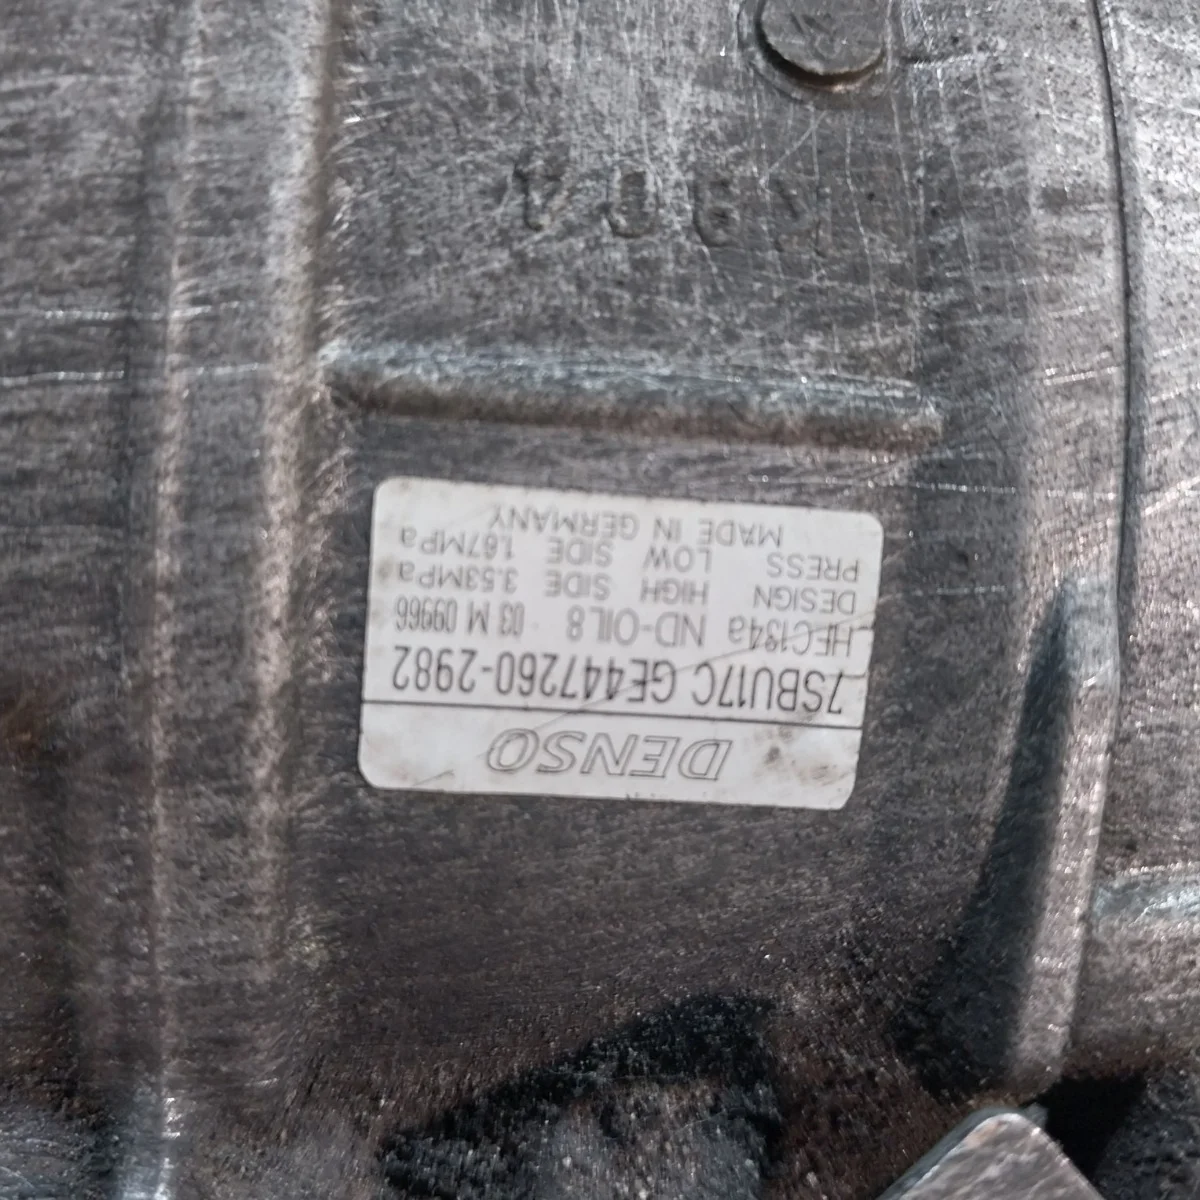 DENSO
7SBU17C GE447260-2982
HFC134a ND-OIL8 03 M 09966
DESIGN HIGH SIDE 3.53MPa
PRESS LOW SIDE 1.67MPa
MADE IN GERMANY